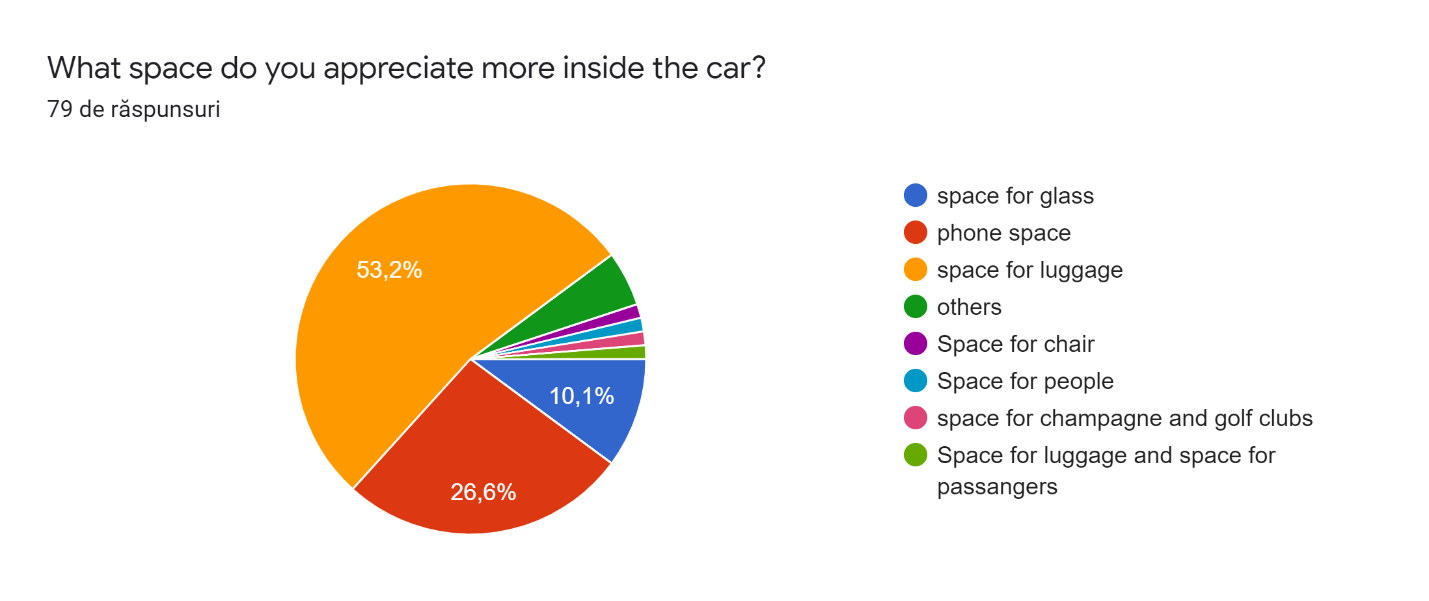 What space do you appreciate more inside the car?
79 de răspunsuri
53,2%
10,1%
26,6%
space for glass
phone space
space for luggage
others
Space for chair
Space for people
space for champagne and golf clubs
Space for luggage and space for
passangers